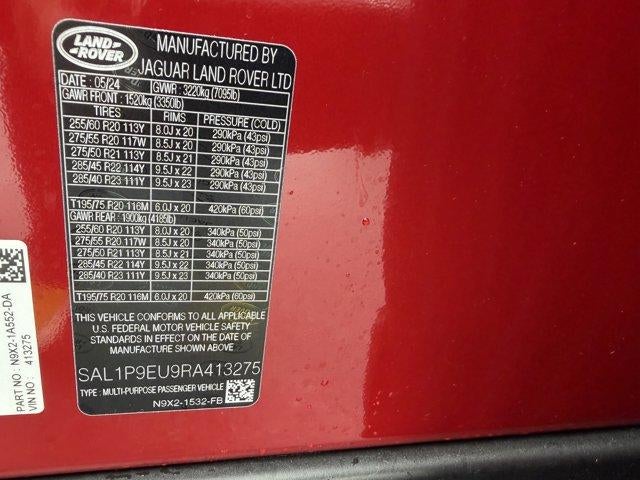 LAND-
ROVER
MANUFACTURED BY
JAGUAR LAND ROVER LTD
DATE : 05/24 GVWR : 3220kg (7095lb)
GAWR FRONT : 1520kg (3350lb)
TIRES RIMS PRESSURE (COLD)
255/60 R20 113Y 8.0J x 20 290kPa (43psi)
275/55 R20 117W 8.5J x 20 290kPa (43psi)
275/50 R21 113Y 8.5J x 21 290kPa (43psi)
285/45 R22 114Y 9.5J x 22 290kPa (43psi)
285/40 R23 111Y 9.5J x 23 290kPa (43psi)
T195/75 R20 116M 6.0J x 20 420kPa (60psi)
GAWR REAR : 1900kg (4185lb)
255/60 R20 113Y 8.0J x 20 340kPa (50psi)
275/55 R20 117W 8.5J x 20 340kPa (50psi)
275/50 R21 113Y 8.5J x 21 340kPa (50psi)
285/45 R22 114Y 9.5J x 22 340kPa (50psi)
285/40 R23 111Y 9.5J x 23 340kPa (50psi)
T195/75 R20 116M 6.0J x 20 420kPa (60psi)
THIS VEHICLE CONFORMS TO ALL APPLICABLE
U.S. FEDERAL MOTOR VEHICLE SAFETY
STANDARDS IN EFFECT ON THE DATE OF
MANUFACTURE SHOWN ABOVE.
SAL1P9EU9RA413275
TYPE : MULTI-PURPOSE PASSENGER VEHICLE
N9X2-1532-FB
PART NO : N9X2-1A552-DA
VIN NO : 413275